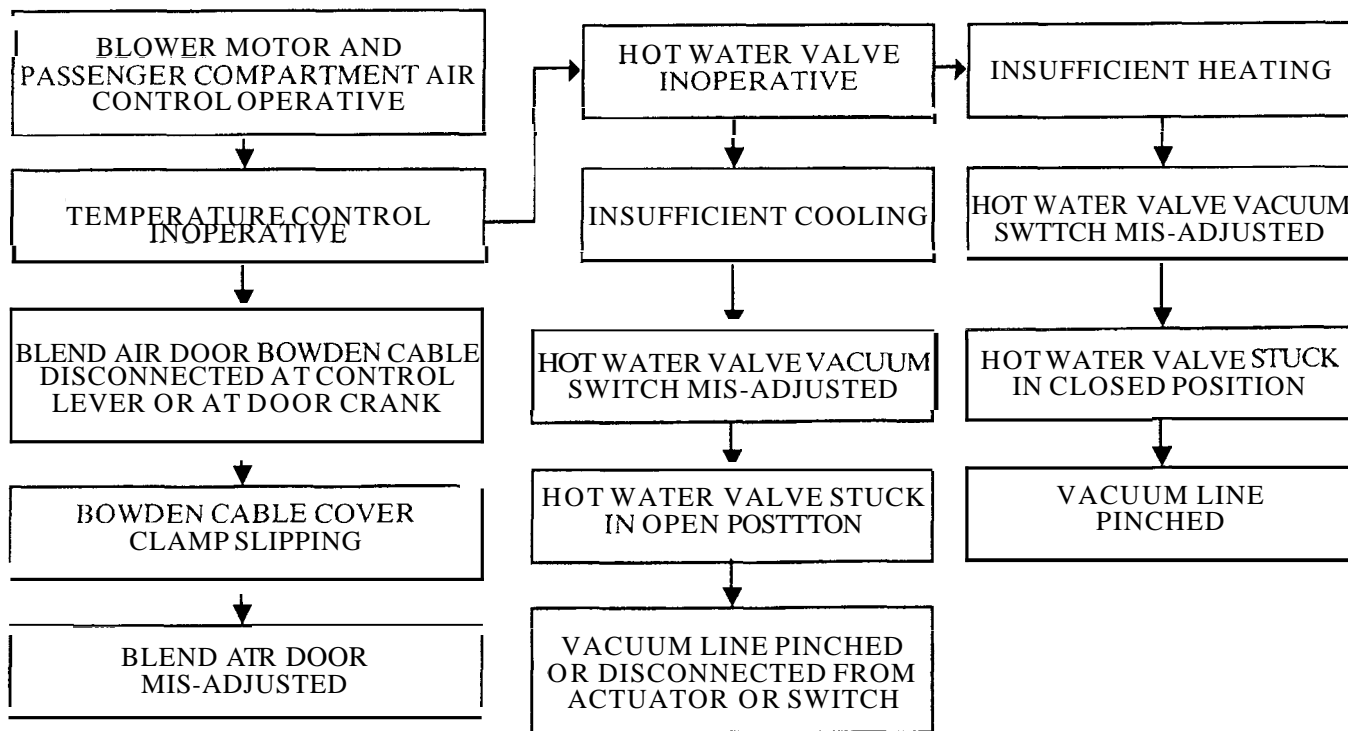 BLOWER MOTOR AND
PASSENGER COMPARTMENT AIR
CONTROL OPERATIVE
TEMPERATURE CONTROL
INOPERATIVE
BLEND AIR DOOR BOWDEN CABLE
DISCONNECTED AT CONTROL
LEVER OR AT DOOR CRANK
BOWDEN CABLE COVER
CLAMP SLIPPING
BLEND ATR DOOR
MIS-ADJUSTED
HOT WATER VALVE
INOPERATIVE
INSUFFICIENT COOLING
HOT WATER VALVE VACUUM
SWITCH MIS-ADJUSTED
HOT WATER VALVE STUCK
IN OPEN POSTTTON
VACUUM LINE PINCHED
OR DISCONNECTED FROM
ACTUATOR OR SWITCH
INSUFFICIENT HEATING
HOT WATER VALVE VACUUM
SWTTCH MIS-ADJUSTED
HOT WATER VALVE STUCK
IN CLOSED POSITION
VACUUM LINE
PINCHED